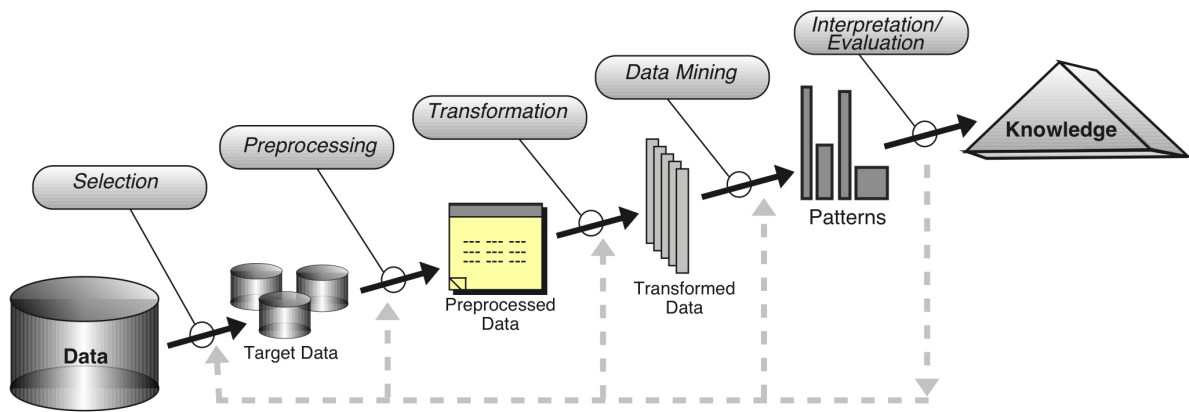 Interpretation/
Evaluation
Data Mining
Transformation
Preprocessing
Selection
Data
Target Data
Preprocessed
Data
Transformed
Data
Patterns
Knowledge